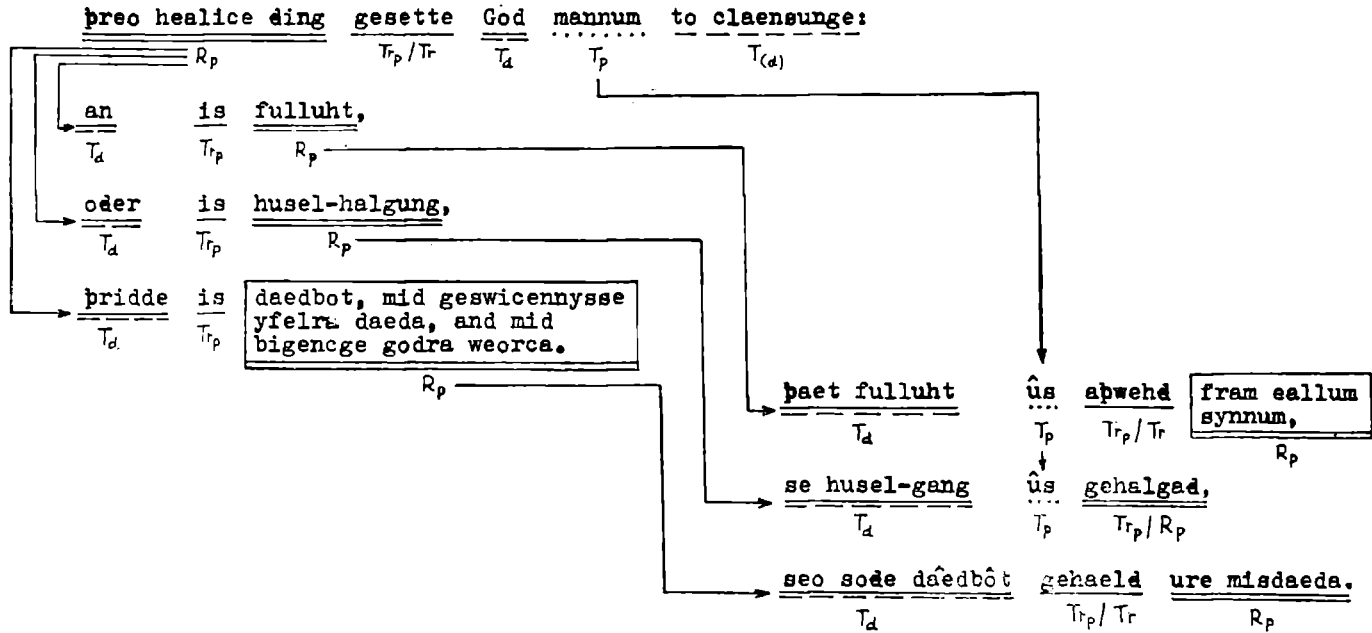 þreo healice ding gesette God mannum to claensunge:
Rp Trp/Tr Td Tp T(d)
an is fulluht,
Td Trp Rp
oder is husel-halgung,
Td Trp Rp
þridde is daedbot, mid geswicennysse
yfelra daeda, and mid
bigencge godra weorca.
Td. Trp
Rp
þaet fulluht ûs aþwehd fram eallum
synnum,
Td Tp Trp/Tr Rp
se husel-gang ûs gehalgad,
Td Tp Trp/Rp
seo sode dâedbôt gehaeld ure misdaeda.
Td Trp/Tr Rp